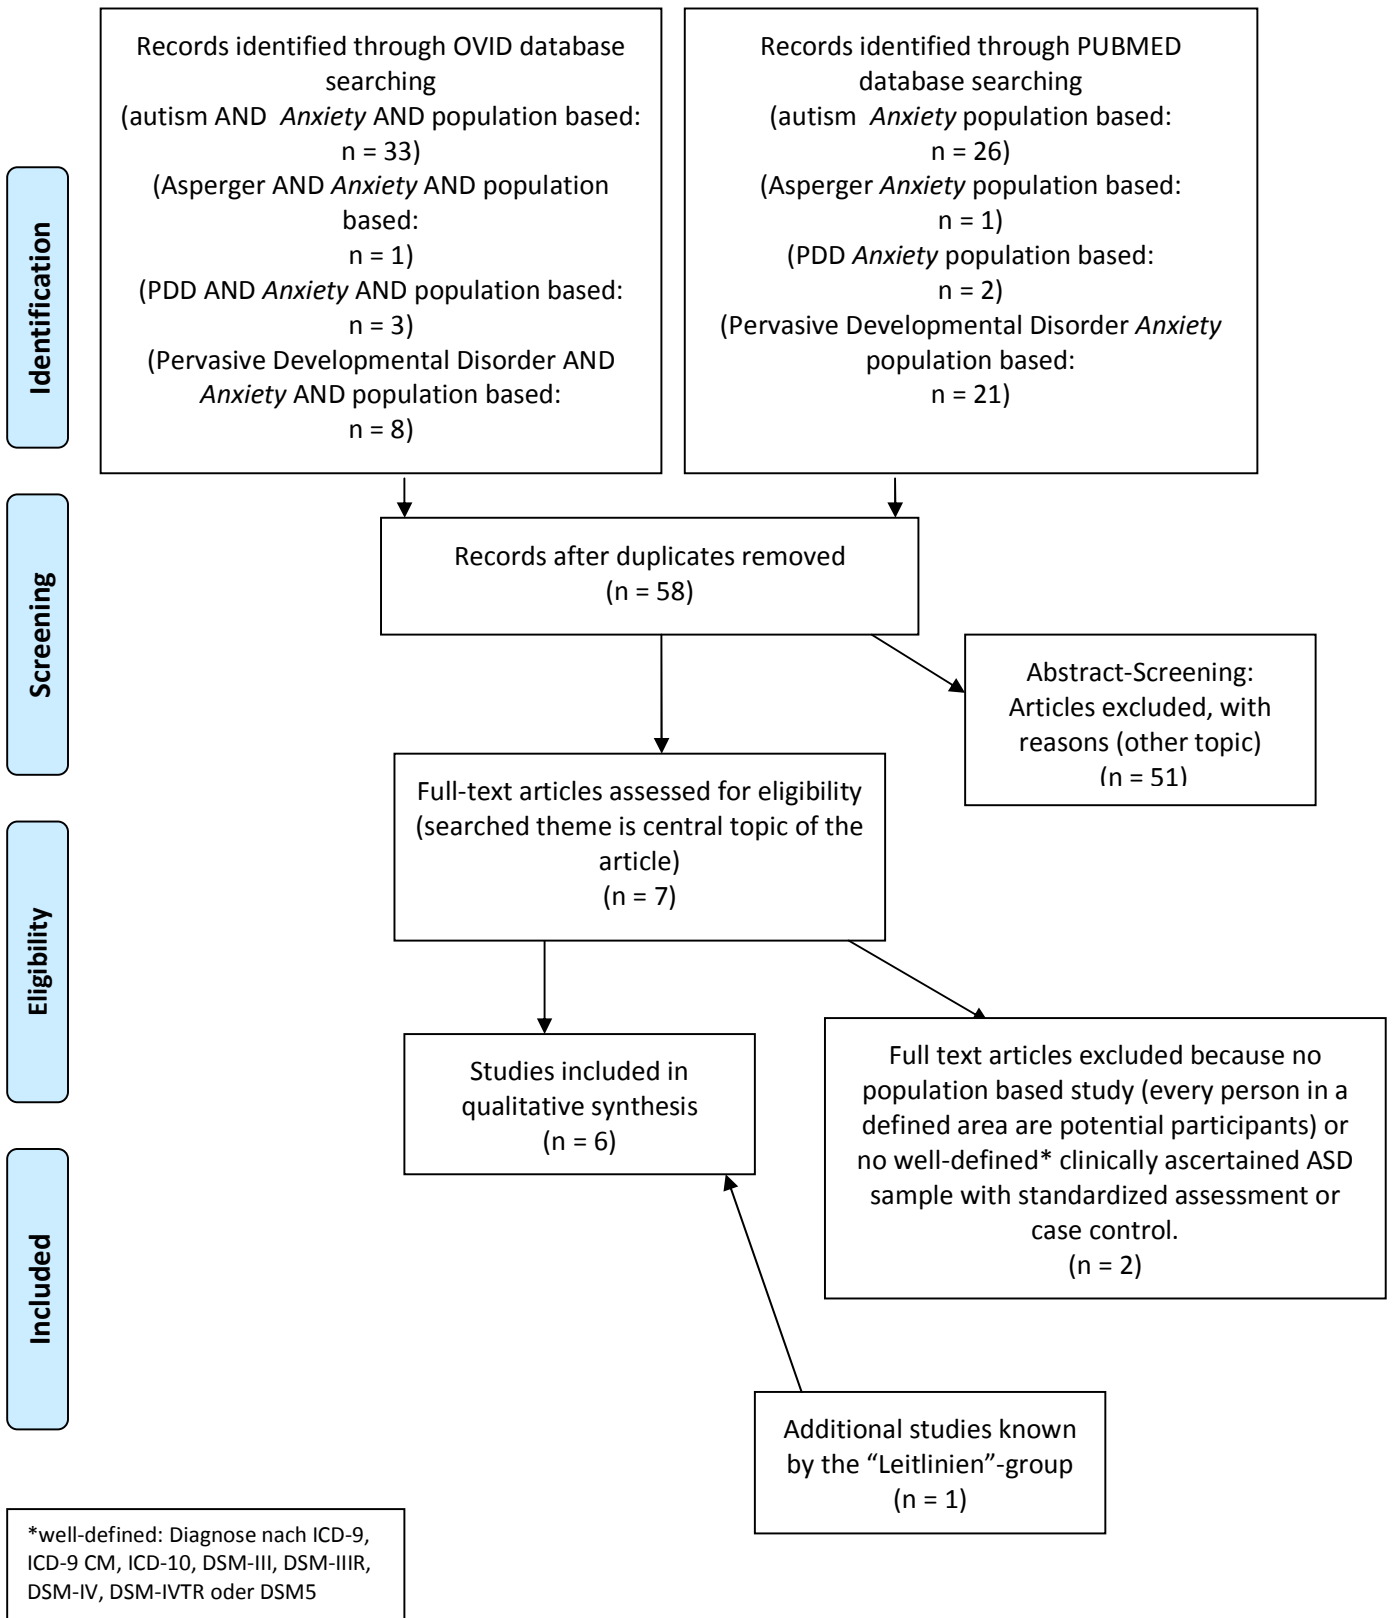 Records identified through OVID database
searching
(autism AND Anxiety AND population based:
n = 33)
(Asperger AND Anxiety AND population
based:
n = 1)
(PDD AND Anxiety AND population based:
n = 3)
(Pervasive Developmental Disorder AND
Anxiety AND population based:
n = 8)
Records identified through PUBMED
database searching
(autism Anxiety population based:
n = 26)
(Asperger Anxiety population based:
n = 1)
(PDD Anxiety population based:
n = 2)
(Pervasive Developmental Disorder Anxiety
population based:
n = 21)
Identification
Records after duplicates removed
(n = 58)
Screening
Abstract-Screening:
Articles excluded, with
reasons (other topic)
(n = 51)
Full-text articles assessed for eligibility
(searched theme is central topic of the
article)
(n = 7)
Eligibility
Studies included in
qualitative synthesis
(n = 6)
Full text articles excluded because no
population based study (every person in a
defined area are potential participants) or
no well-defined* clinically ascertained ASD
sample with standardized assessment or
case control.
(n = 2)
Included
Additional studies known
by the “Leitlinien”-group
(n = 1)
*well-defined: Diagnose nach ICD-9,
ICD-9 CM, ICD-10, DSM-III, DSM-IIIR,
DSM-IV, DSM-IVTR oder DSM5